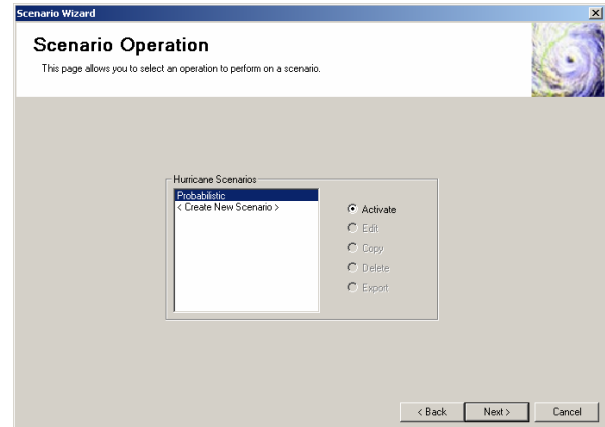 Scenario Wizard
Scenario Operation
This page allows you to select an operation to perform on a scenario.
Hurricane Scenarios
Probabilistic
< Create New Scenario >
Activate
Edit
Copy
Delete
Export
< Back
Next >
Cancel